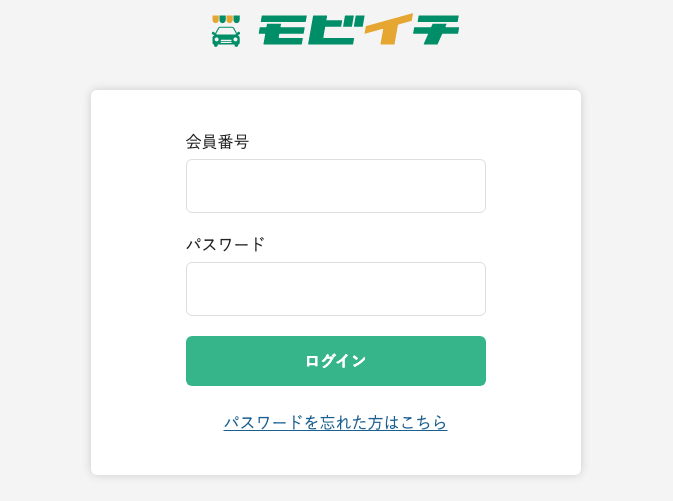 モビイチ
会員番号
パスワード
ログイン
パスワードを忘れた方はこちら